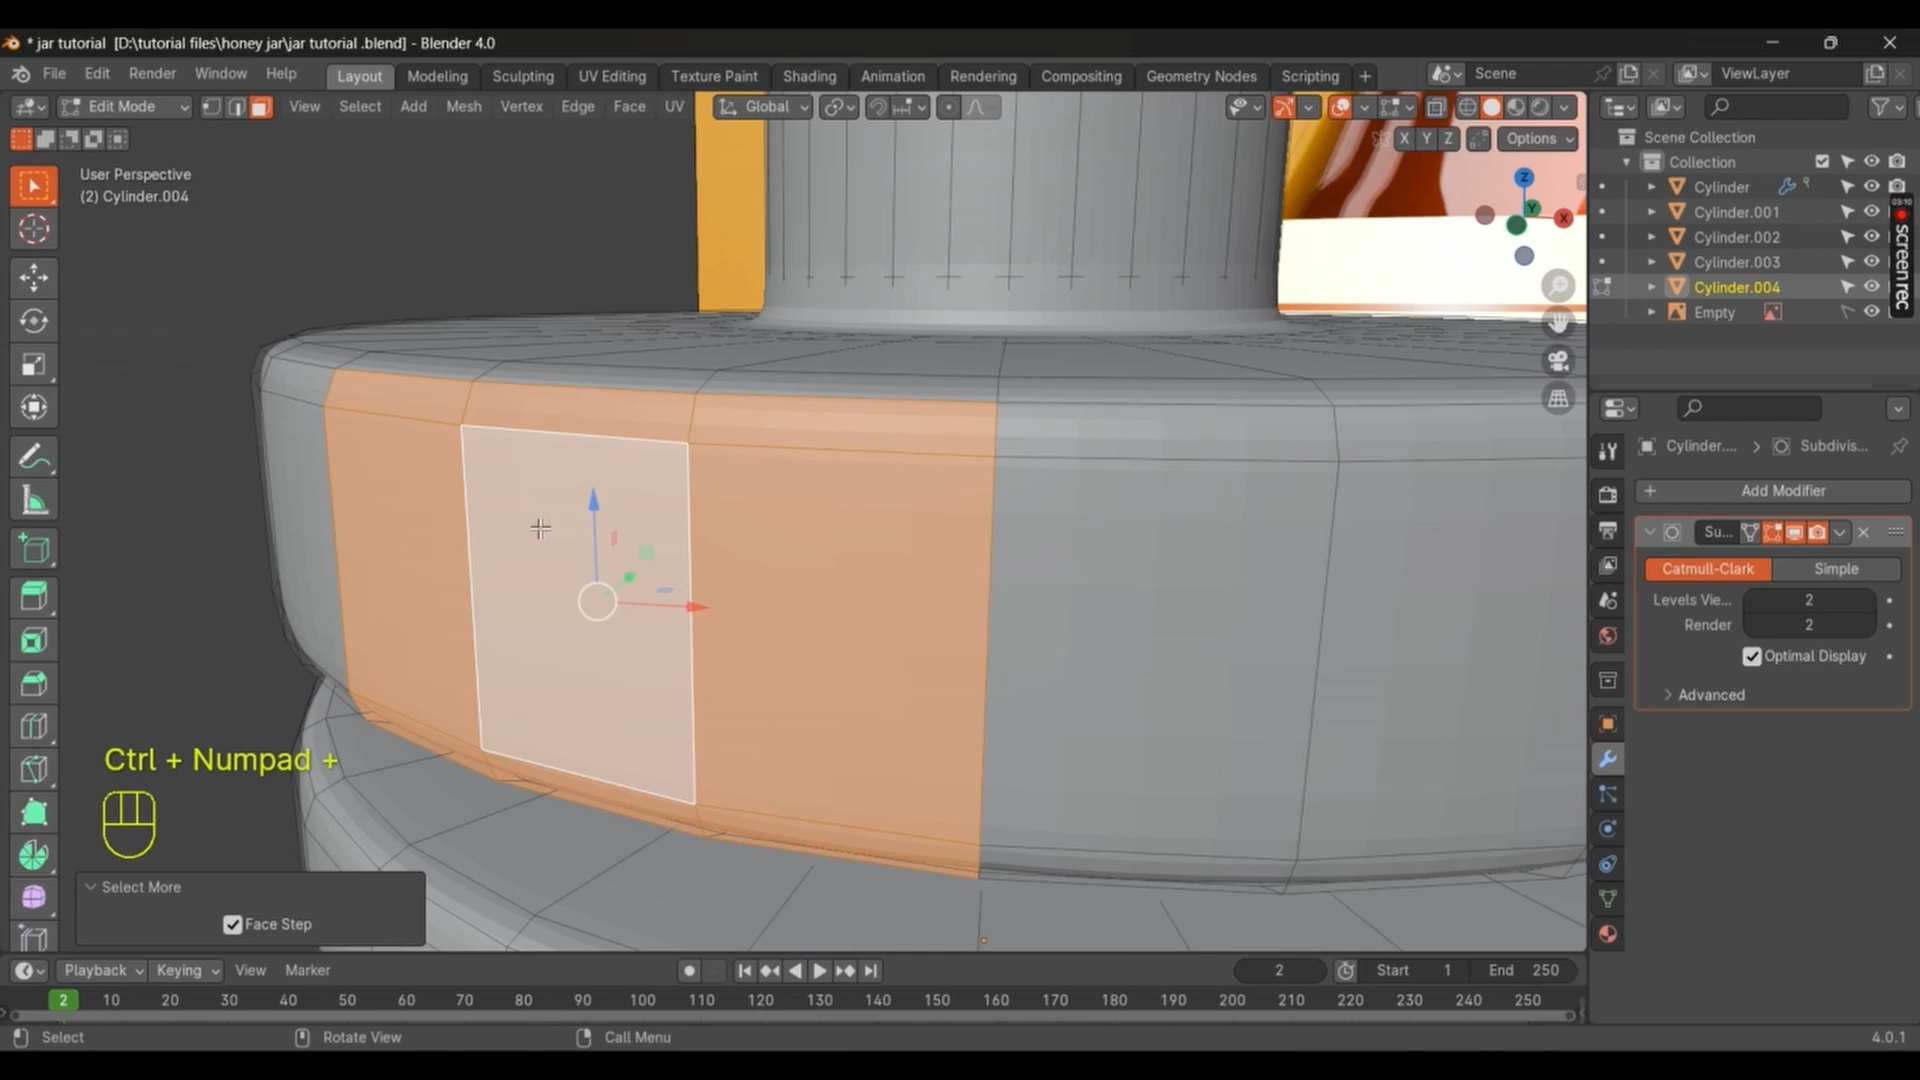 * jar tutorial  [D:\tutorial files\honey jar\jar tutorial .blend] - Blender 4.0
File Edit Render Window Help Layout Modeling Sculpting UV Editing Texture Paint Shading Animation Rendering Compositing Geometry Nodes Scripting + Scene ViewLayer
Edit Mode View Select Add Mesh Vertex Edge Face UV Global
X Y Z Options
User Perspective
(2) Cylinder.004
Z
Y
X
Scene Collection
Collection
Cylinder
Cylinder.001
Cylinder.002
Cylinder.003
Cylinder.004
Empty
03:10
screenrec
Cylinder.... > Subdivis...
+ Add Modifier
Su...
Catmull-Clark Simple
Levels Vie... 2
Render 2
Optimal Display
Advanced
Ctrl + Numpad +
Select More
Face Step
Playback Keying View Marker 2 Start 1 End 250
2 10 20 30 40 50 60 70 80 90 100 110 120 130 140 150 160 170 180 190 200 210 220 230 240 250
Select Rotate View Call Menu 4.0.1